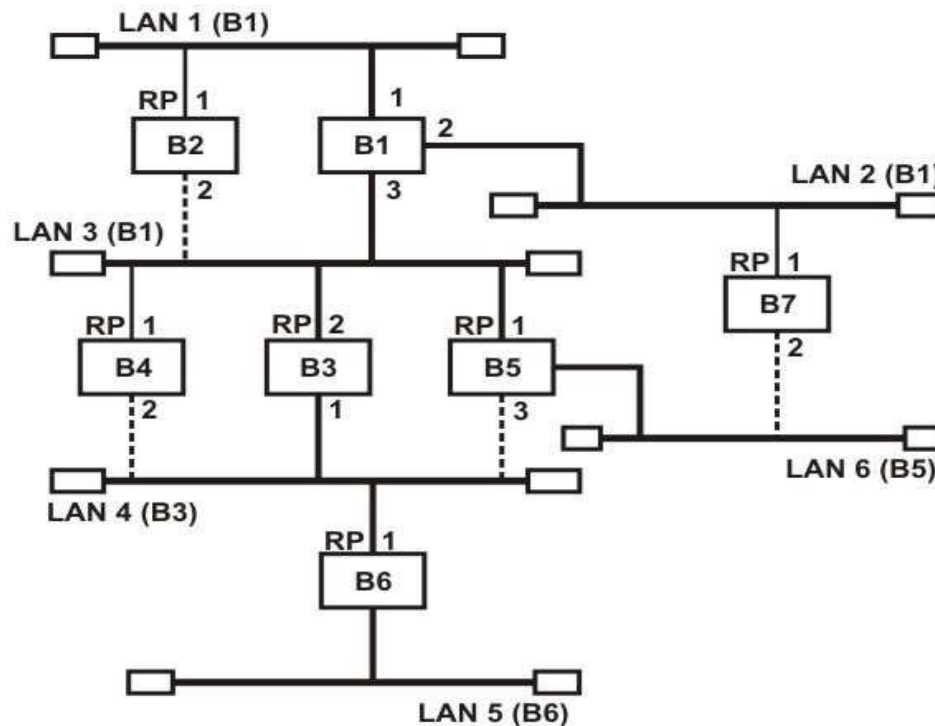 LAN 1 (B1)
RP 1
1
B2
B1
2
2
3
LAN 2 (B1)
LAN 3 (B1)
RP 1
B7
2
RP 1
RP 2
RP 1
B4
B3
B5
2
1
3
LAN 6 (B5)
LAN 4 (B3)
RP 1
B6
LAN 5 (B6)